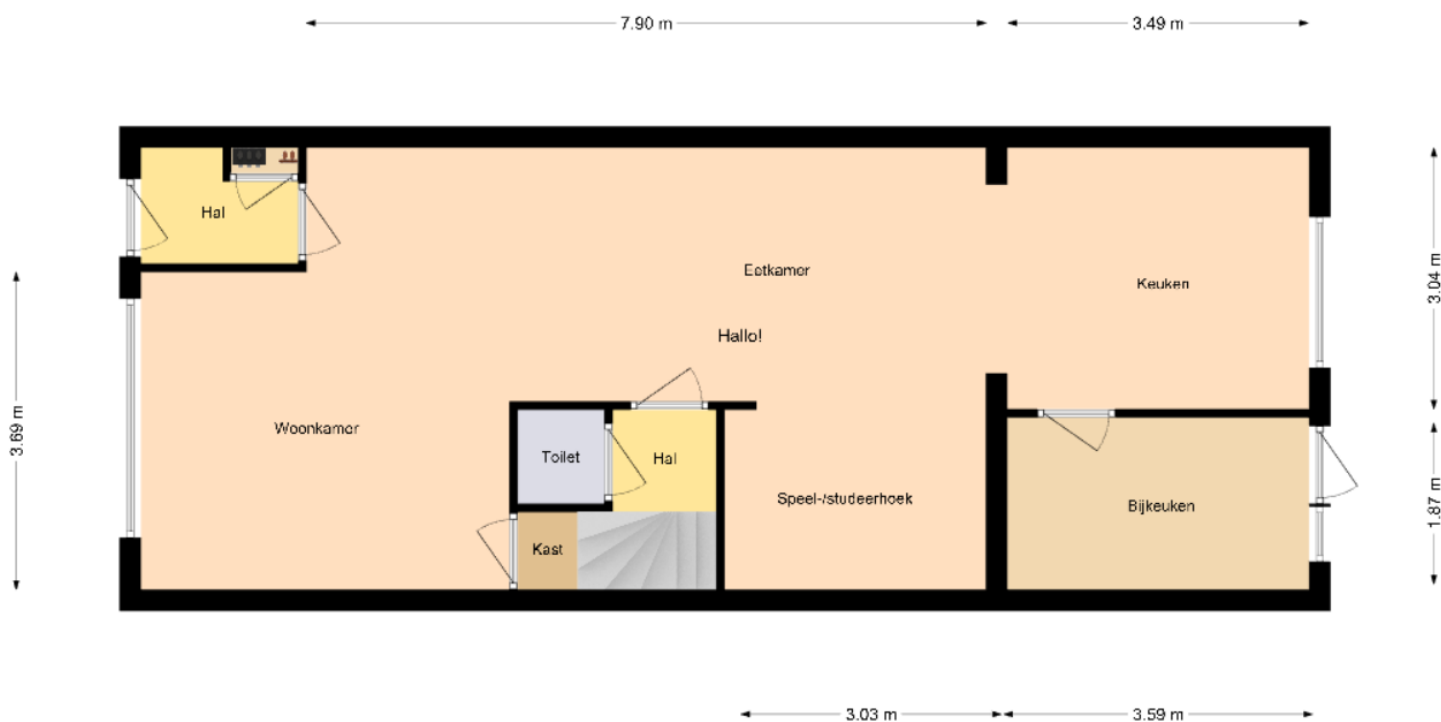 7.90 m
3.49 m
Hal
Eetkamer
Keuken
3.04 m
Hallo!
3.69 m
Woonkamer
Toilet
Hal
Speel-/studeerhoek
Bijkeuken
1.87 m
Kast
3.03 m
3.59 m